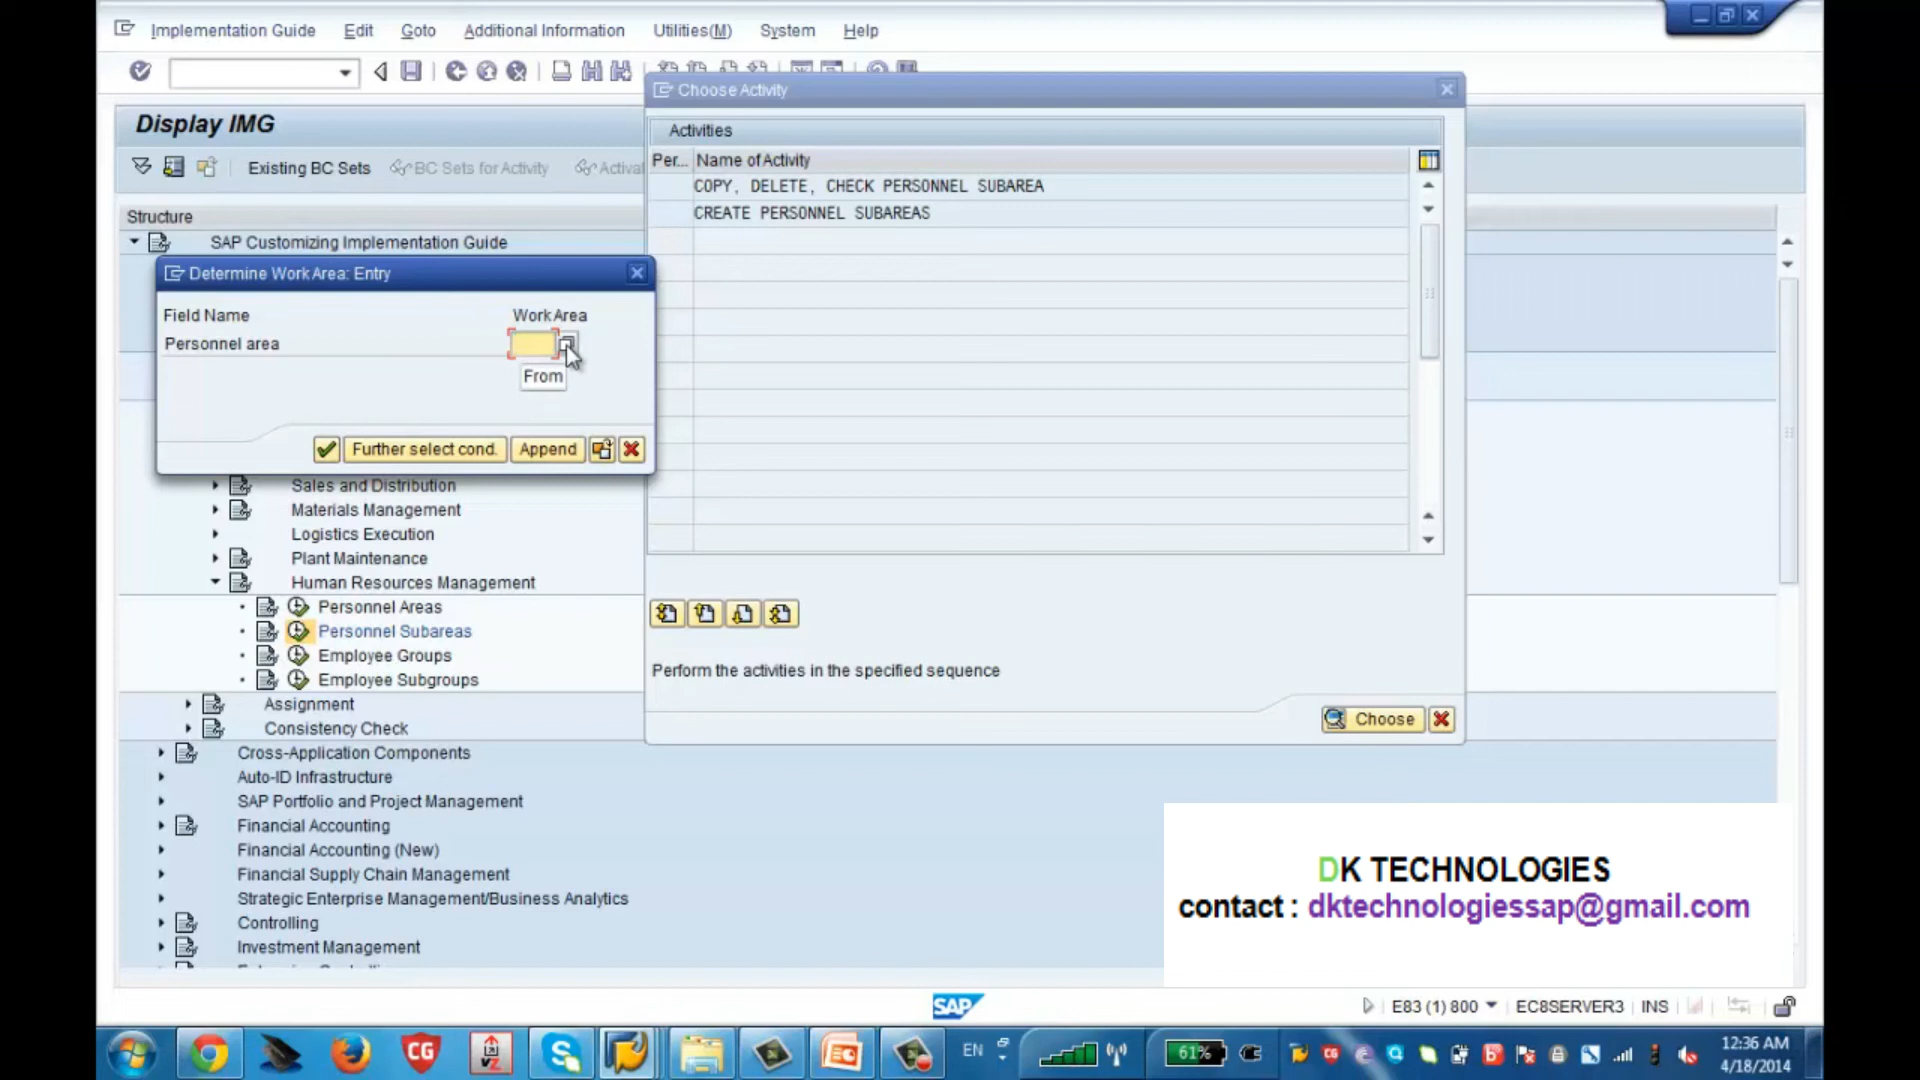 Implementation Guide Edit Goto Additional Information Utilities(M) System Help
Display IMG
Existing BC Sets BC Sets for Activity Activa
Structure
SAP Customizing Implementation Guide
Choose Activity
Activities
Per... Name of Activity
COPY, DELETE, CHECK PERSONNEL SUBAREA
CREATE PERSONNEL SUBAREAS
Determine Work Area: Entry
Field Name Work Area
Personnel area
From
Further select cond. Append
Sales and Distribution
Materials Management
Logistics Execution
Plant Maintenance
Human Resources Management
Personnel Areas
Personnel Subareas
Employee Groups
Employee Subgroups
Assignment
Consistency Check
Cross-Application Components
Auto-ID Infrastructure
SAP Portfolio and Project Management
Financial Accounting
Financial Accounting (New)
Financial Supply Chain Management
Strategic Enterprise Management/Business Analytics
Controlling
Investment Management
Perform the activities in the specified sequence
Choose
DK TECHNOLOGIES
contact : dktechnologiessap@gmail.com
SAP
E83 (1) 800 EC8SERVER3 INS
CG
EN
61%
12:36 AM
4/18/2014